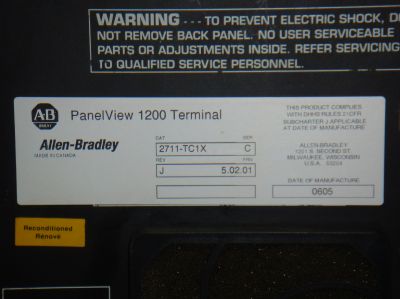 WARNING - TO PREVENT ELECTRIC SHOCK, DO
NOT REMOVE BACK PANEL. NO USER SERVICEABLE
PARTS OR ADJUSTMENTS INSIDE. REFER SERVICING
TO QUALIFIED SERVICE PERSONNEL.
AB
PanelView 1200 Terminal
Allen-Bradley
MADE IN CANADA
CAT
SER
2711-TC1X C
REV
FRN
J 5.02.01
THIS PRODUCT COMPLIES
WITH DHHS RULES 21CFR
SUBCHARTER J APPLICABLE
AT DATE OF MANUFACTURE
ALLEN-BRADLEY
1201 S. SECOND ST.
MILWAUKEE, WISCONSIN
U.S.A. 53204
DATE OF MANUFACTURE
0605
Reconditioned
Rénové